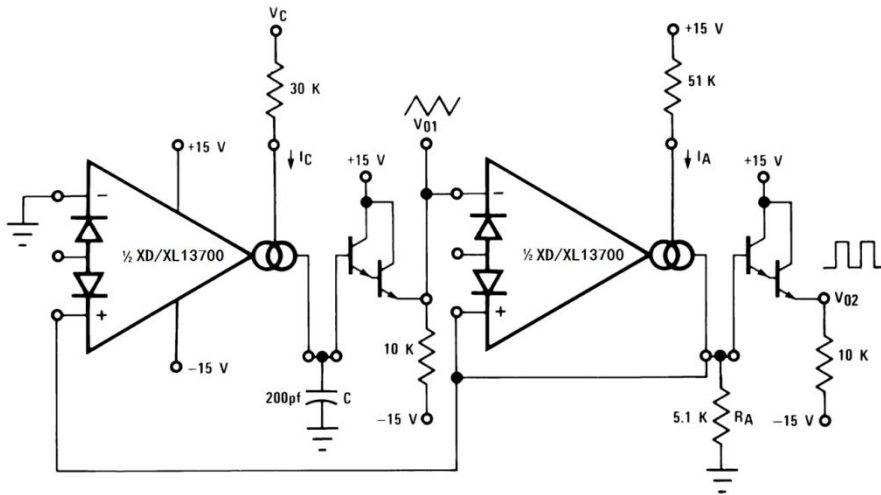 VC
30 K
+15 V
IC
½ XD/XL13700
−15 V
200pf
C
+15 V
V01
10 K
−15 V
+15 V
51 K
IA
½ XD/XL13700
+15 V
V02
10 K
−15 V
5.1 K
RA
−
+
−
+